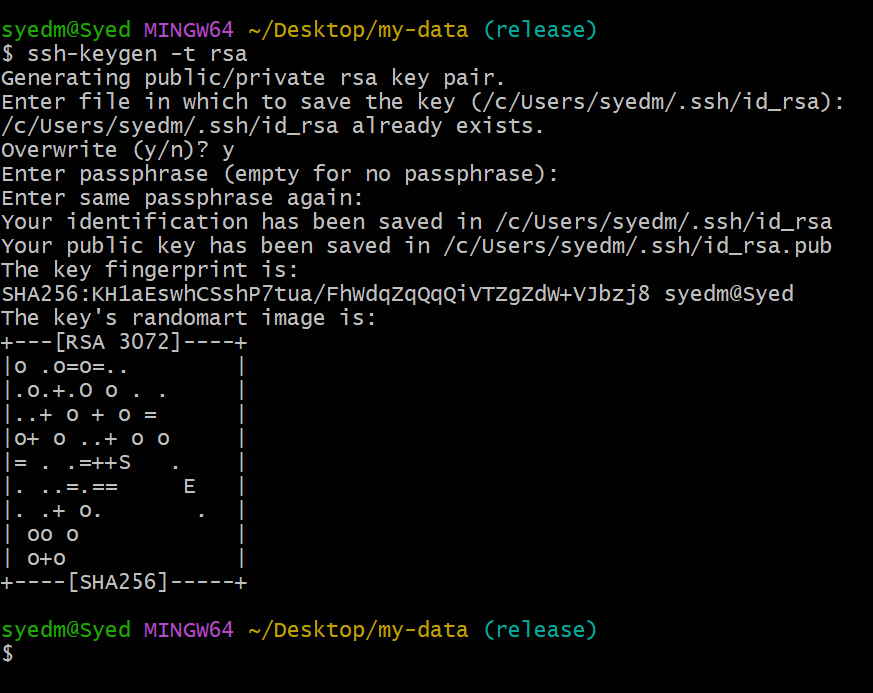 syedm@Syed MINGW64 ~/Desktop/my-data (release)
$ ssh-keygen -t rsa
Generating public/private rsa key pair.
Enter file in which to save the key (/c/Users/syedm/.ssh/id_rsa):
/c/Users/syedm/.ssh/id_rsa already exists.
Overwrite (y/n)? y
Enter passphrase (empty for no passphrase):
Enter same passphrase again:
Your identification has been saved in /c/Users/syedm/.ssh/id_rsa
Your public key has been saved in /c/Users/syedm/.ssh/id_rsa.pub
The key fingerprint is:
SHA256:KH1aEswhCSshP7tua/FhWdqZqQqQiVTZgZdW+VJbzj8 syedm@Syed
The key's randomart image is:
+---[RSA 3072]----+
|o .o=o=..        |
|.o.+.O o . .     |
|..+ o + o =      |
|o+ o ..+ o o     |
|= . .=++S   .    |
|. ..=.==     E   |
|. .+ o.       .  |
| oo o            |
| o+o             |
+----[SHA256]-----+
syedm@Syed MINGW64 ~/Desktop/my-data (release)
$